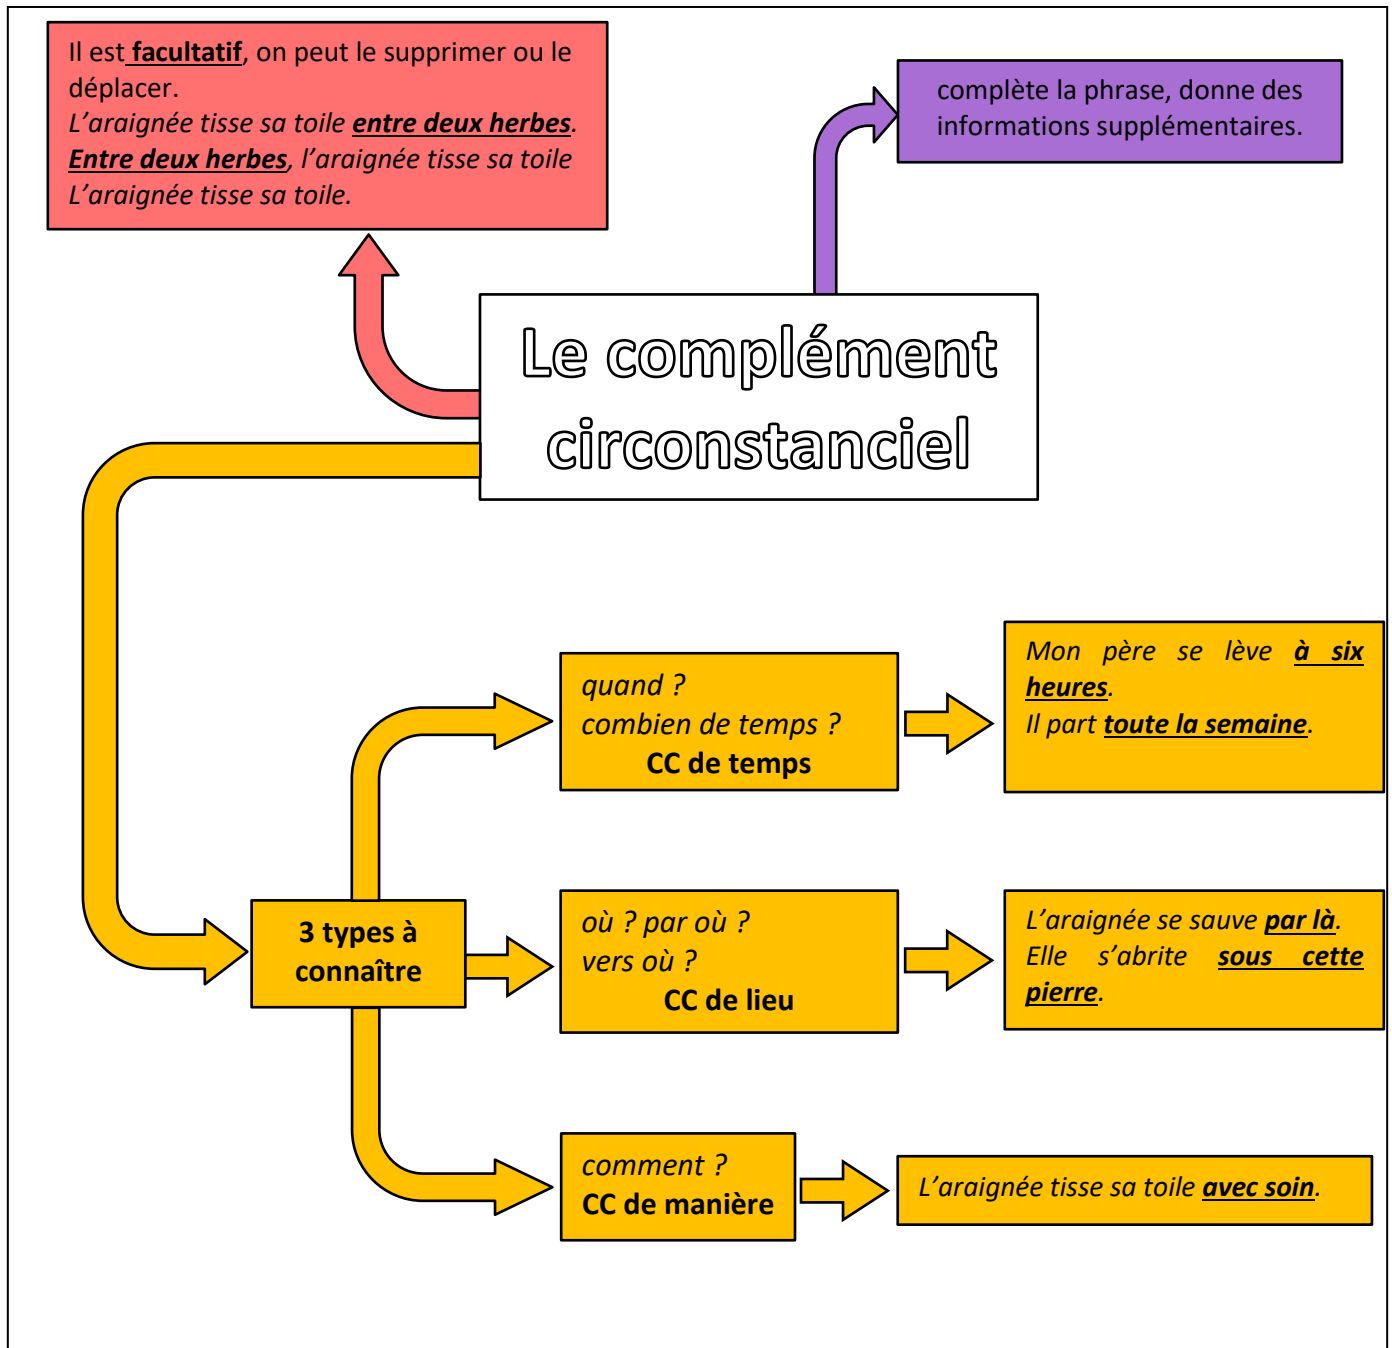 Il est facultatif, on peut le supprimer ou le
déplacer.
L'araignée tisse sa toile entre deux herbes.
Entre deux herbes, l'araignée tisse sa toile
L'araignée tisse sa toile.
complète la phrase, donne des
informations supplémentaires.
Le complément
circonstanciel
quand ?
combien de temps ?
CC de temps
Mon père se lève à six
heures.
Il part toute la semaine.
3 types à
connaître
où ? par où ?
vers où ?
CC de lieu
L'araignée se sauve par là.
Elle s'abrite sous cette
pierre.
comment ?
CC de manière
L'araignée tisse sa toile avec soin.